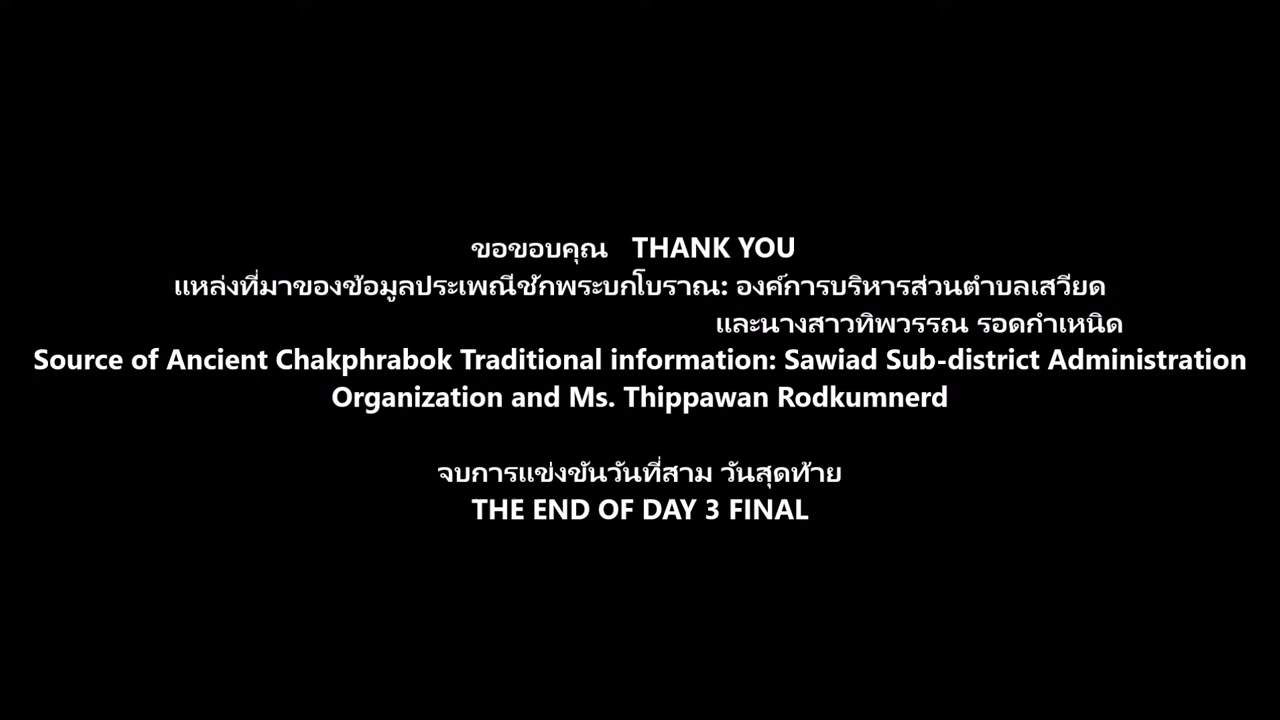 ขอขอบคุณ THANK YOU
แหล่งที่มาของข้อมูลประเพณีชักพระบกโบราณ: องค์การบริหารส่วนตำบลเสวียด
และนางสาวทิพวรรณ รอดกำเหนิด
Source of Ancient Chakphrabok Traditional information: Sawiad Sub-district Administration
Organization and Ms. Thippawan Rodkumnerd
จบการแข่งขันวันที่สาม วันสุดท้าย
THE END OF DAY 3 FINAL